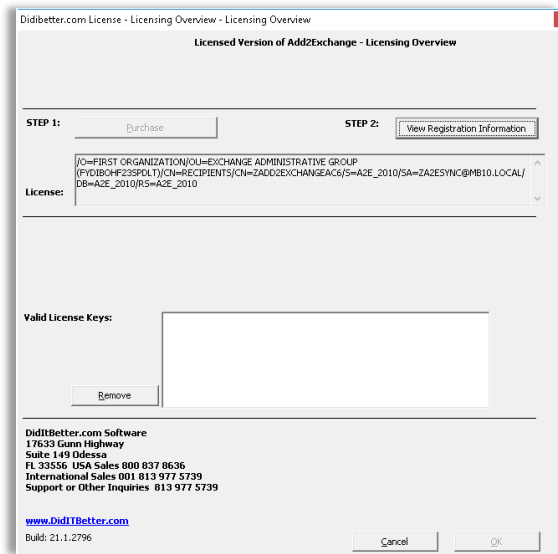 Didibetter.com License - Licensing Overview - Licensing Overview
Licensed Version of Add2Exchange - Licensing Overview
STEP 1:
Purchase
STEP 2:
View Registration Information
License:
/O=FIRST ORGANIZATION/OU=EXCHANGE ADMINISTRATIVE GROUP
(FYDIBOHF23SPDLT)/CN=RECIPIENTS/CN=ZADD2EXCHANGEAC6/S=A2E_2010/SA=ZA2ESYNC@MB10.LOCAL/
DB=A2E_2010/RS=A2E_2010
Valid License Keys:
Remove
DidItBetter.com Software
17633 Gunn Highway
Suite 149 Odessa
FL 33556  USA Sales 800 837 8636
International Sales 001 813 977 5739
Support or Other Inquiries  813 977 5739
www.DidITBetter.com
Build: 21.1.2796
Cancel
OK